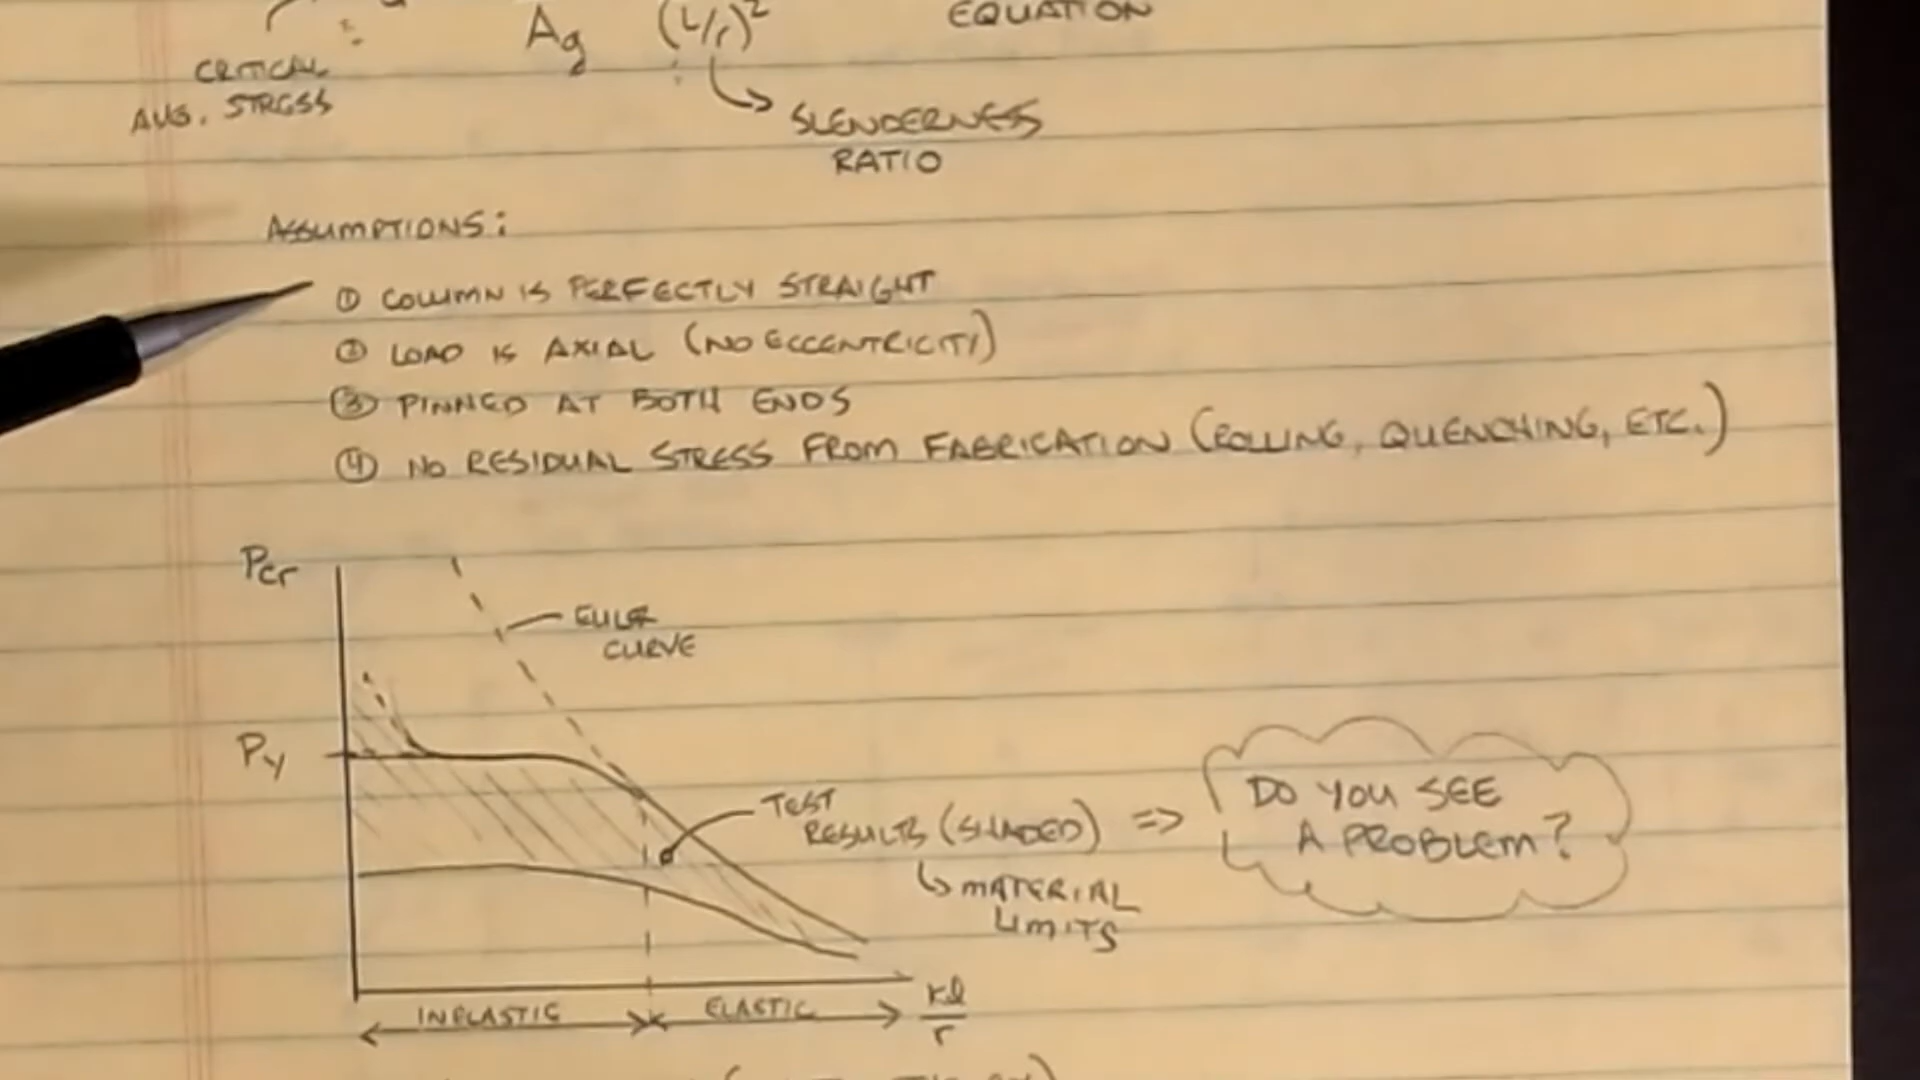 Ag (L/r)² EQUATION
CRITICAL
AVG. STRESS
SLENDERNESS
RATIO
ASSUMPTIONS:
① COLUMN IS PERFECTLY STRAIGHT
② LOAD IS AXIAL (NO ECCENTRICITY)
③ PINNED AT BOTH ENDS
④ NO RESIDUAL STRESS FROM FABRICATION (ROLLING, QUENCHING, ETC.)
Pcr
EULER
CURVE
Py
TEST
RESULTS (SHADED) =>
MATERIAL
LIMITS
DO YOU SEE
A PROBLEM?
INELASTIC
ELASTIC
Kl
r